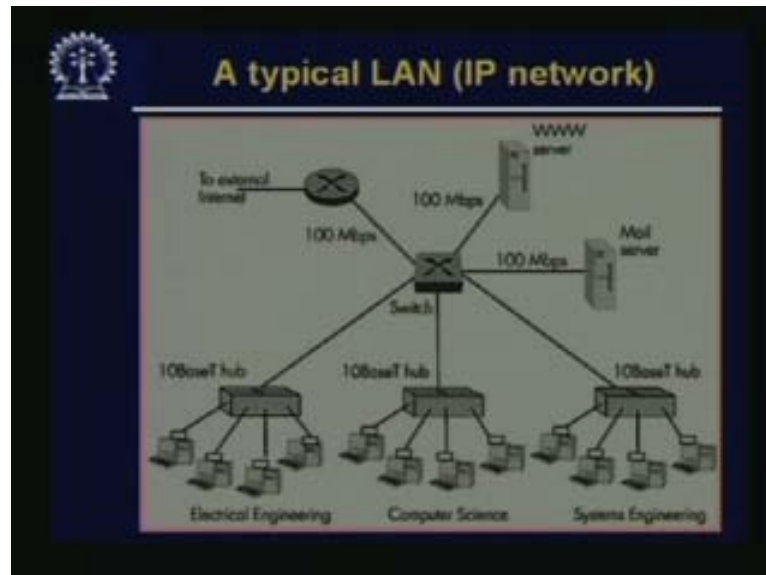 A typical LAN (IP network)
WWW
server
To external
Internet
100 Mbps
100 Mbps
Mail
server
100 Mbps
Switch
10BaseT hub
10BaseT hub
10BaseT hub
Electrical Engineering
Computer Science
Systems Engineering